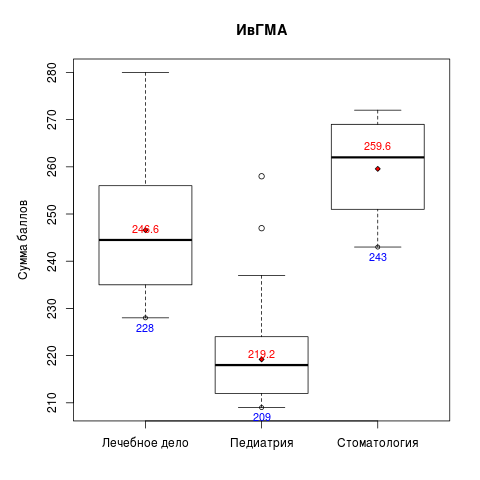 ИвГМА
Сумма баллов
280
270
260
250
240
230
220
210
259.6
246.6
243
228
219.2
209
Лечебное дело
Педиатрия
Стоматология